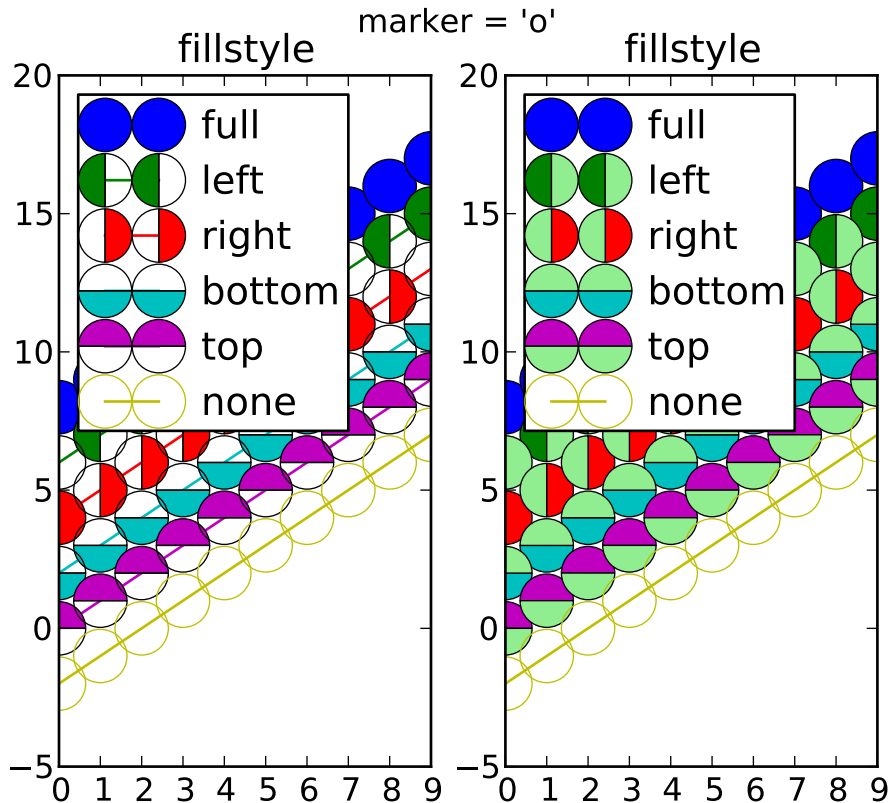 marker = 'o'
fillstyle
20
15
10
5
0
−5
0 1 2 3 4 5 6 7 8 9
full
left
right
bottom
top
none
fillstyle
20
15
10
5
0
−5
0 1 2 3 4 5 6 7 8 9
full
left
right
bottom
top
none